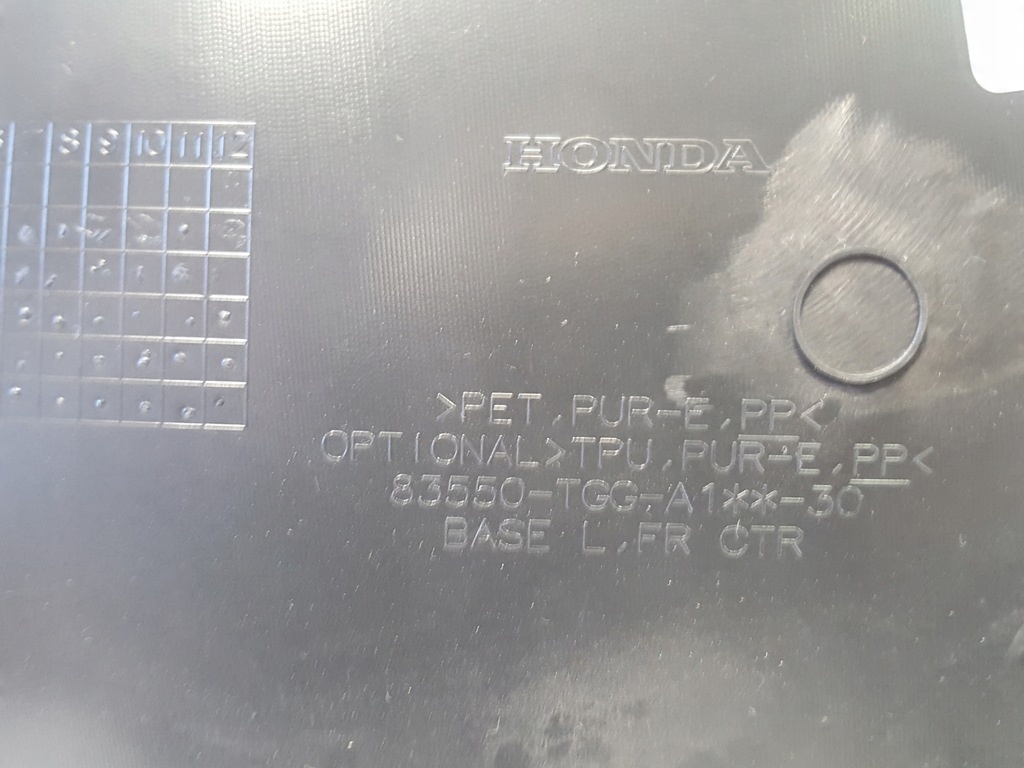 8 9 10 11 12
HONDA
>PET,PUR-E,PP<
OPTIONAL>TPU,PUR-E,PP<
83550-TGG-A1**-30
BASE L,FR CTR